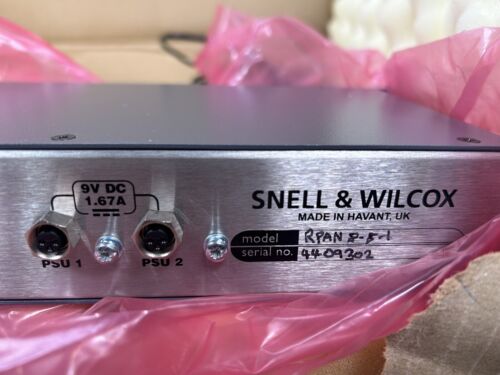 9V DC
1.67A
PSU 1
PSU 2
SNELL & WILCOX
MADE IN HAVANT, UK
model RPAN 8-5-1
serial no. 4409202